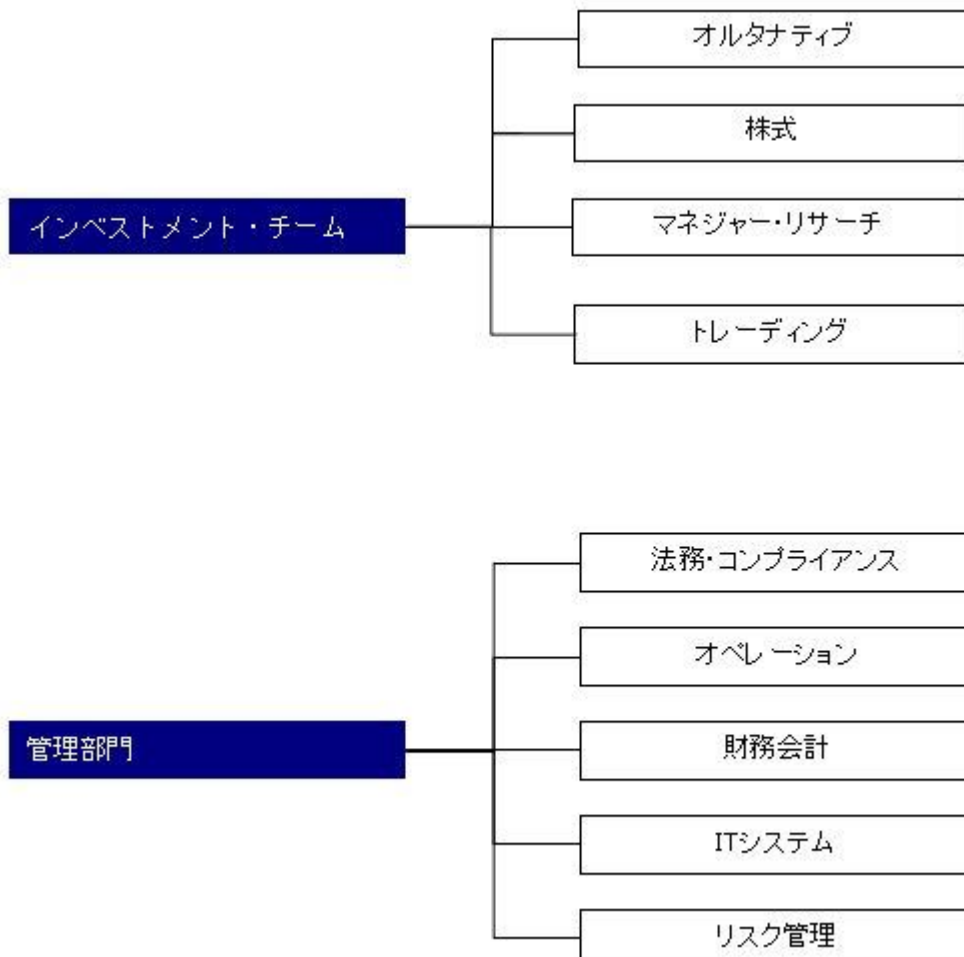 オルタナティブ
株式
インベストメント・チーム
マネジャー・リサーチ
トレーディング
法務・コンプライアンス
オペレーション
管理部門
財務会計
ITシステム
リスク管理